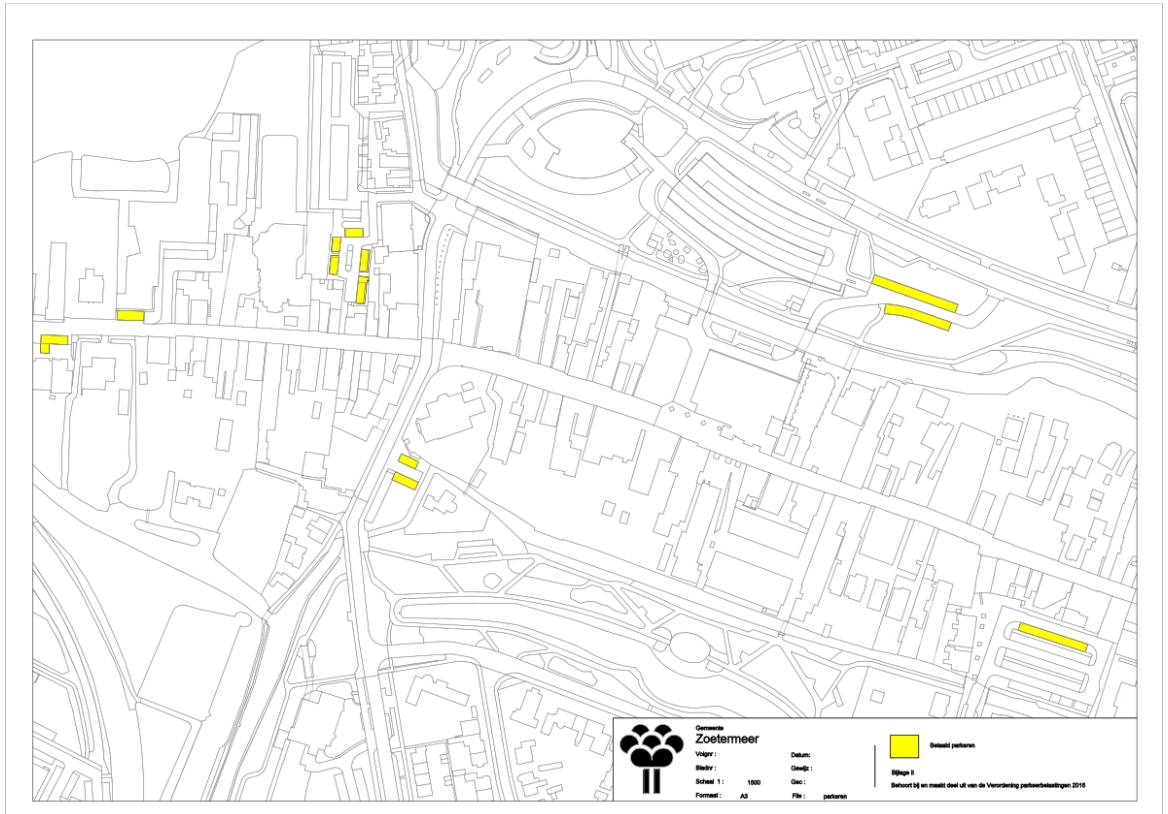 Gemeente
Zoetermeer
Volgnr :
Datum:
Bladnr :
Gewijz :
Schaal 1 : 1500
Gec :
Formaat : A3
File : parkeren
Betaald parkeren
Bijlage II
Behoort bij en maakt deel uit van de Verordening parkeerbelastingen 2016